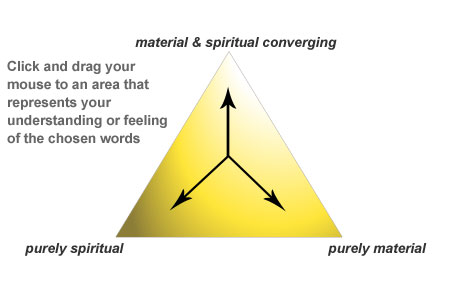 material & spiritual converging
Click and drag your
mouse to an area that
represents your
understanding or feeling
of the chosen words
purely spiritual
purely material